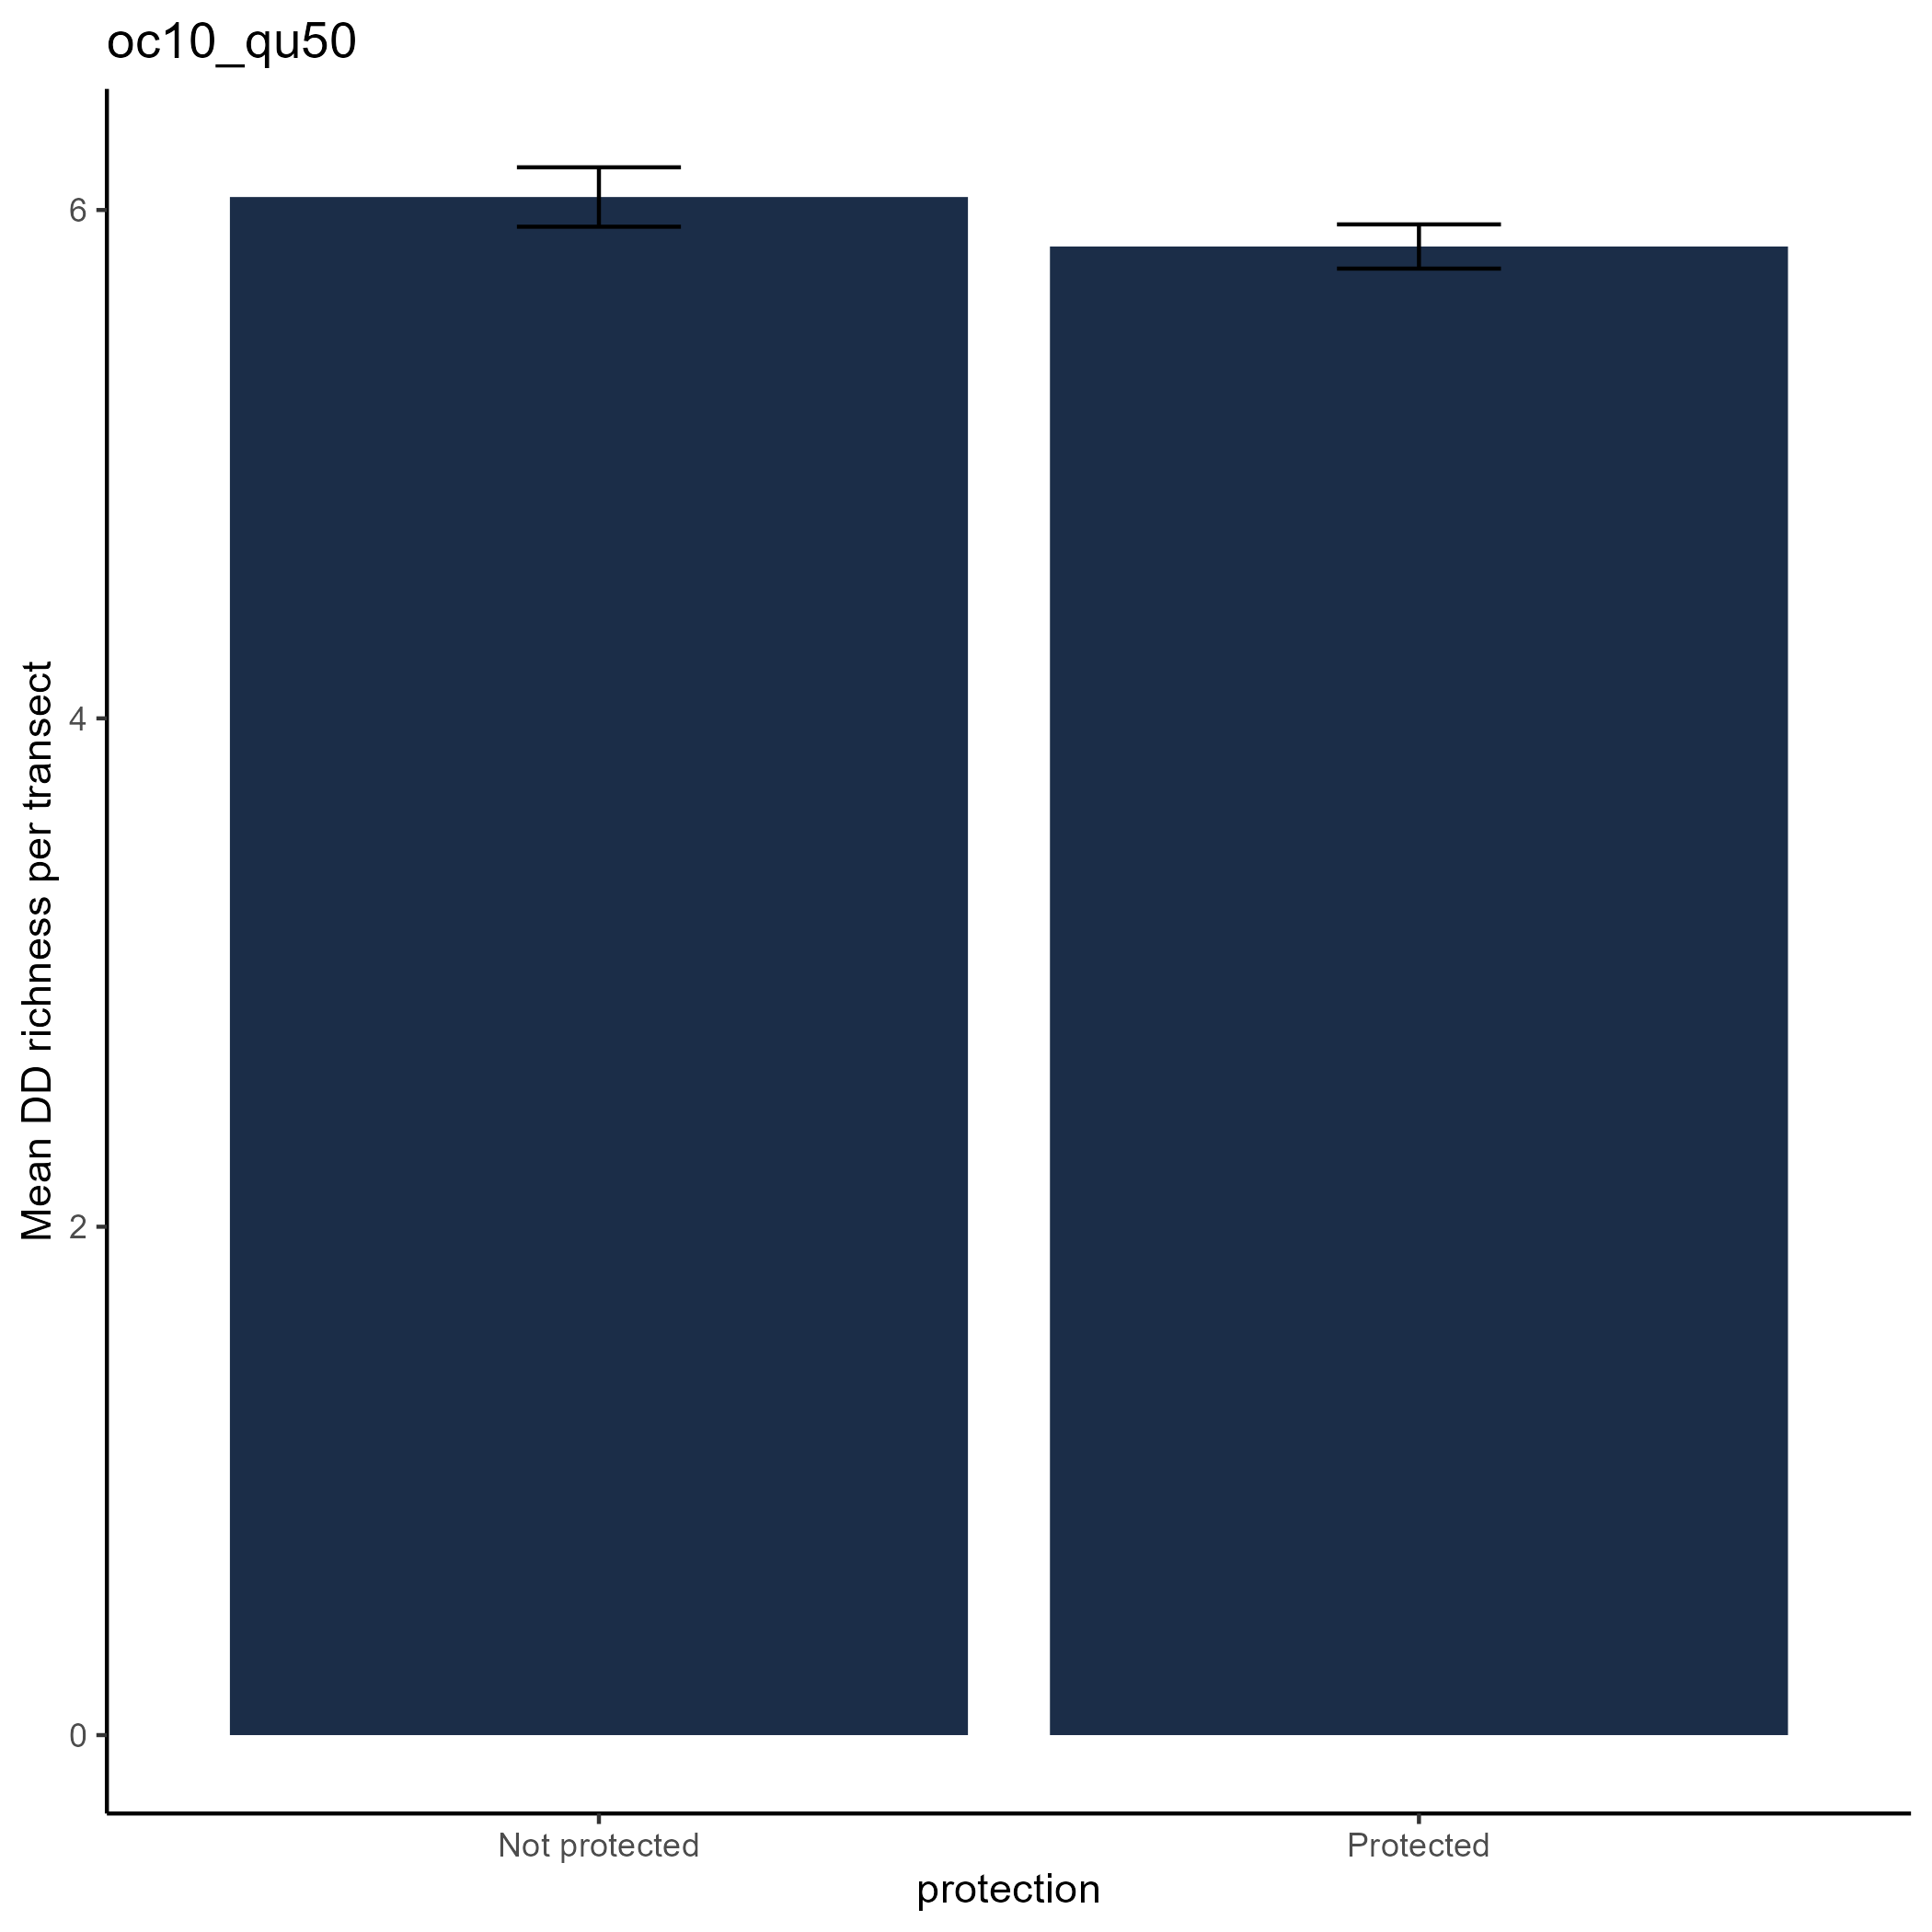 oc10_qu50
Mean DD richness per transect
6
4
2
0
Not protected
Protected
protection